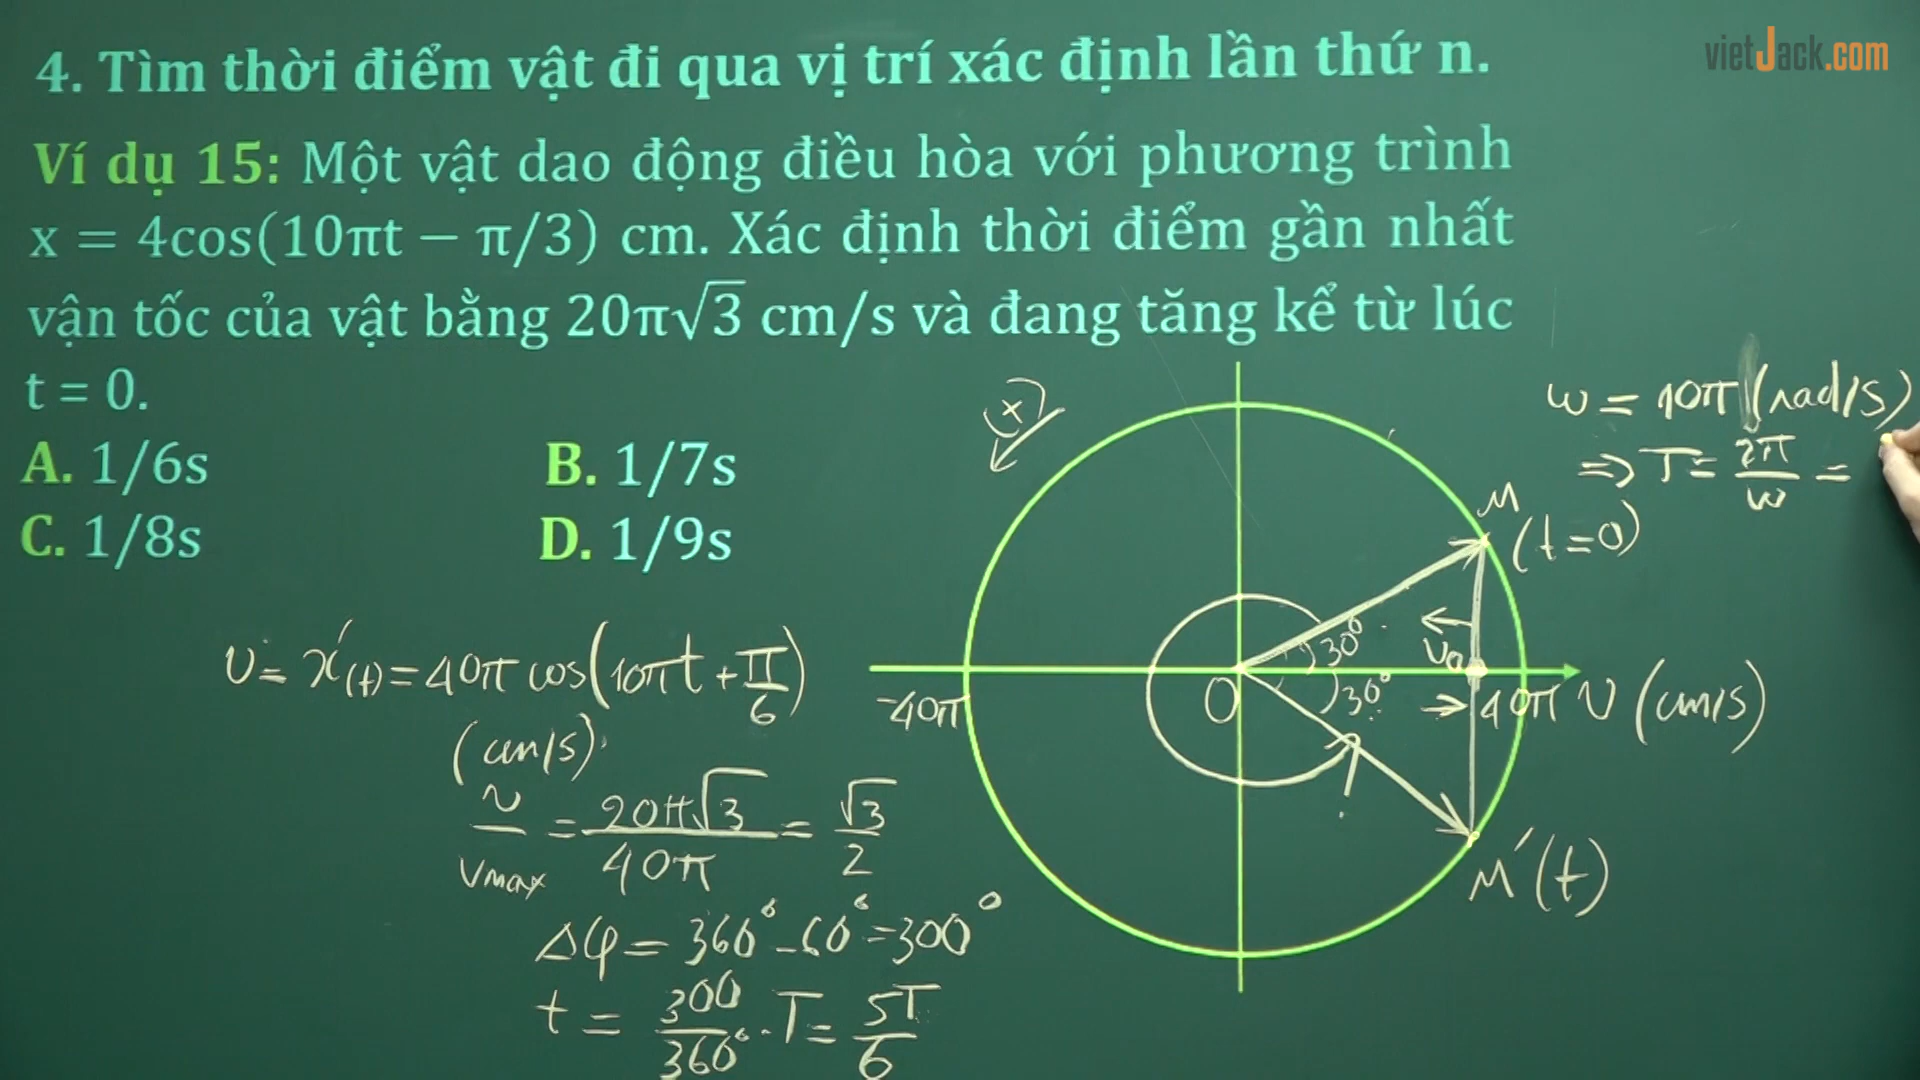 vietJack.com
4. Tìm thời điểm vật đi qua vị trí xác định lần thứ n.
Ví dụ 15: Một vật dao động điều hòa với phương trình
x = 4cos(10πt − π/3) cm. Xác định thời điểm gần nhất
vận tốc của vật bằng 20π√3 cm/s và đang tăng kể từ lúc
t = 0.
A. 1/6s
B. 1/7s
C. 1/8s
D. 1/9s
(+)
ω = 10π (rad/s)
=> T = 2π/ω =
M (t=0)
30°
v₀
30°
O
-40π
40π v (cm/s)
M'(t)
v = x'(t) = 40π cos(10πt + π/6)
(cm/s)
v/vmax = 20π√3/40π = √3/2
Δφ = 360° - 60° = 300°
t = 300/360° . T = 5T/6